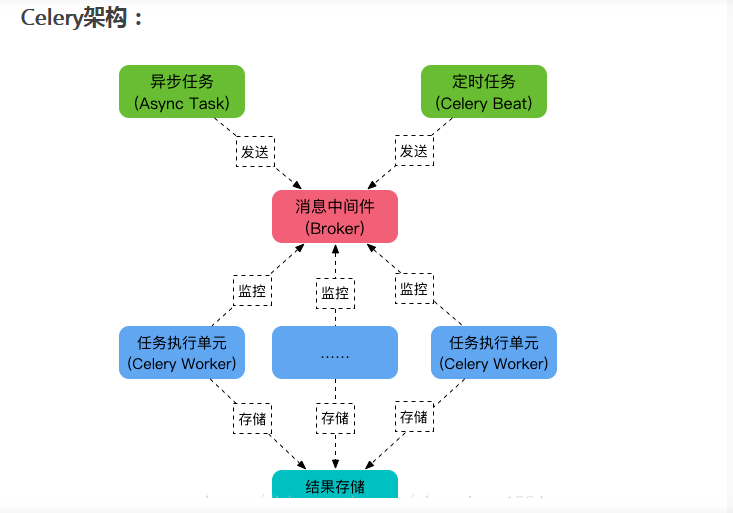 Celery架构：
异步任务
(Async Task)
定时任务
(Celery Beat)
发送
发送
消息中间件
(Broker)
监控
监控
监控
任务执行单元
(Celery Worker)
......
任务执行单元
(Celery Worker)
存储
存储
存储
结果存储